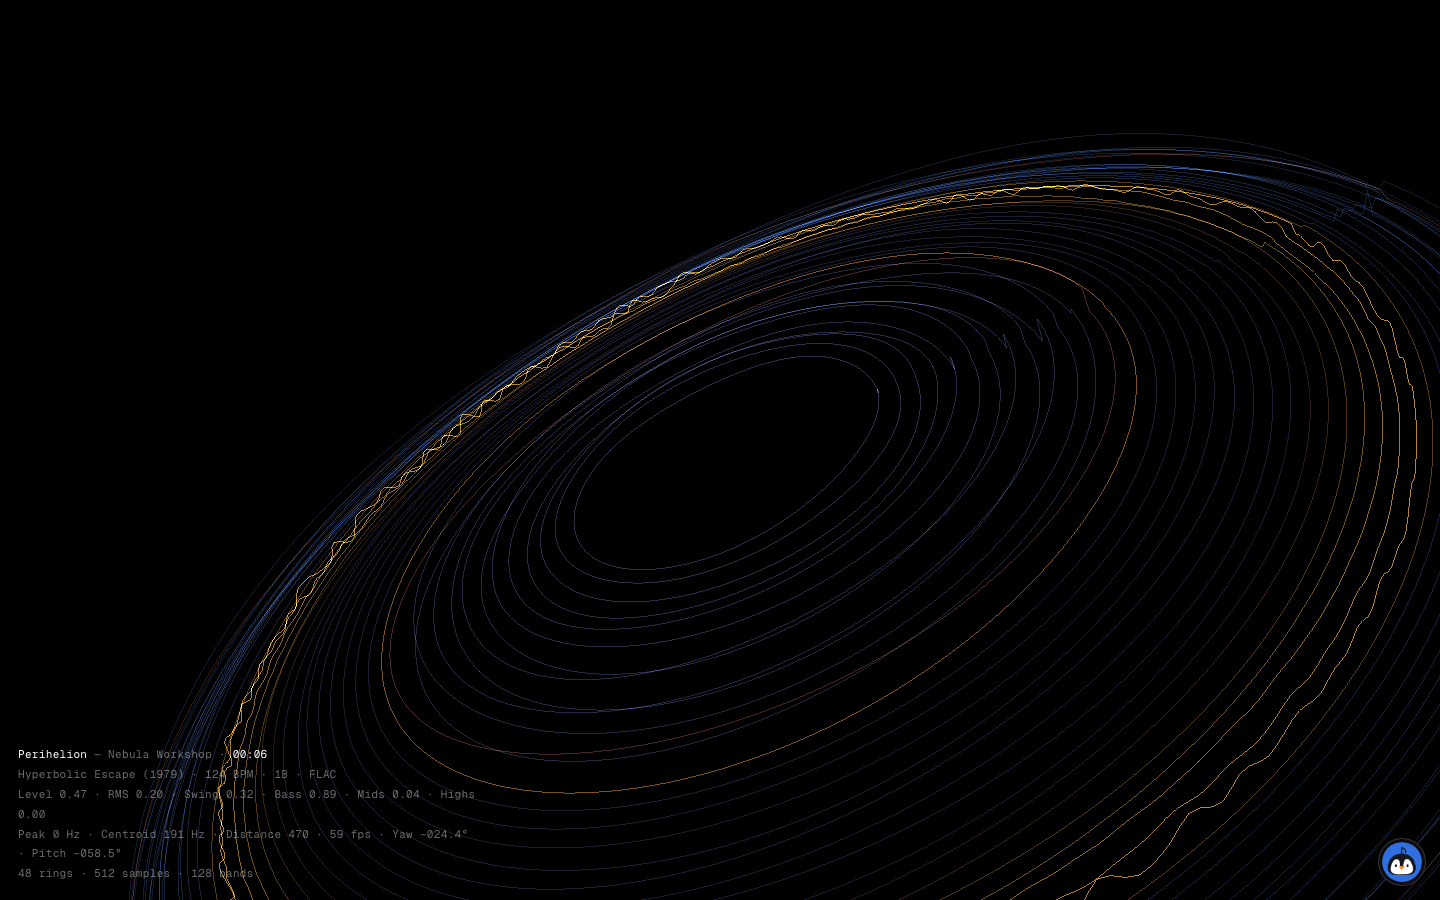 Perihelion — Nebula Workshop · 00:06
Hyperbolic Escape (1979) · 124 BPM · 1B · FLAC
Level 0.47 · RMS 0.20 · Swing 0.32 · Bass 0.89 · Mids 0.04 · Highs
0.00
Peak 0 Hz · Centroid 191 Hz · Distance 470 · 59 fps · Yaw −024.4°
· Pitch −058.5°
48 rings · 512 samples · 128 bands